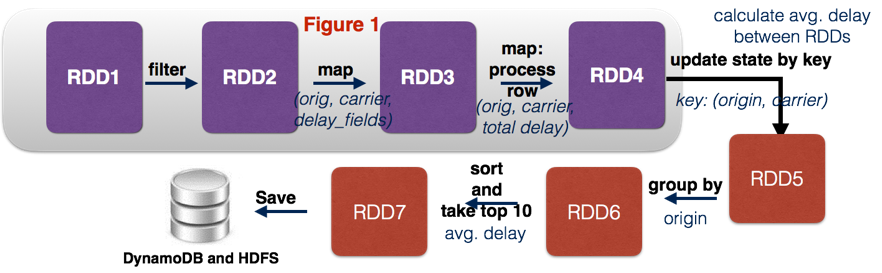 Figure 1
calculate avg. delay
between RDDs
RDD1
filter
RDD2
map
(orig, carrier,
delay_fields)
RDD3
map:
process
row
(orig, carrier,
total delay)
RDD4
update state by key
key: (origin, carrier)
RDD5
group by
origin
RDD6
sort
and
take top 10
avg. delay
RDD7
Save
DynamoDB and HDFS